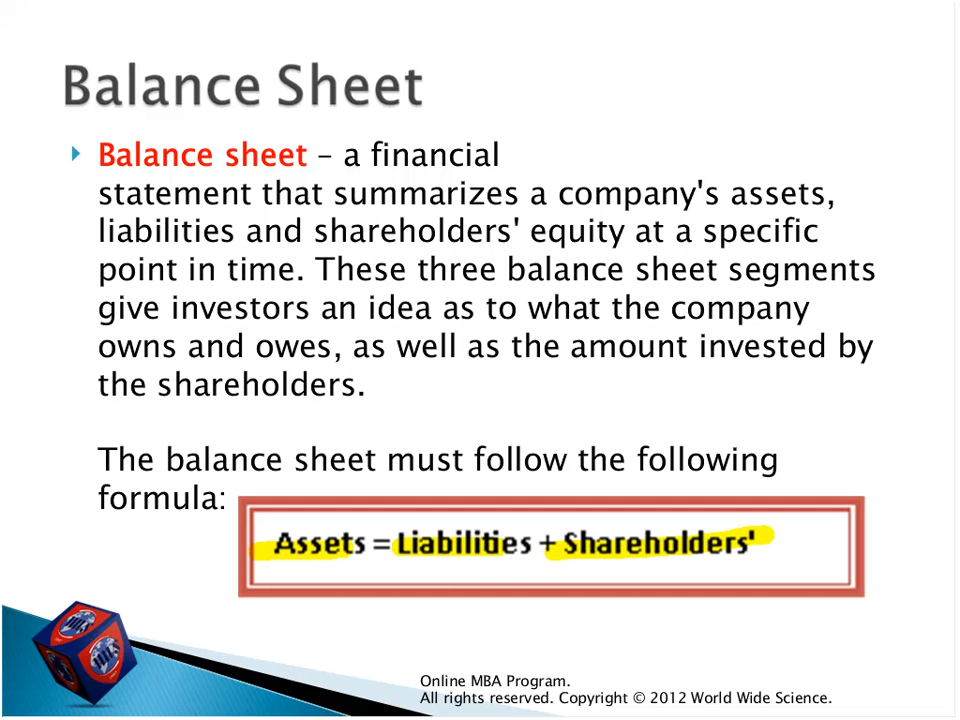 Balance Sheet
Balance sheet – a financial
statement that summarizes a company's assets,
liabilities and shareholders' equity at a specific
point in time. These three balance sheet segments
give investors an idea as to what the company
owns and owes, as well as the amount invested by
the shareholders.
The balance sheet must follow the following
formula:
Assets = Liabilities + Shareholders'
Online MBA Program.
All rights reserved. Copyright © 2012 World Wide Science.